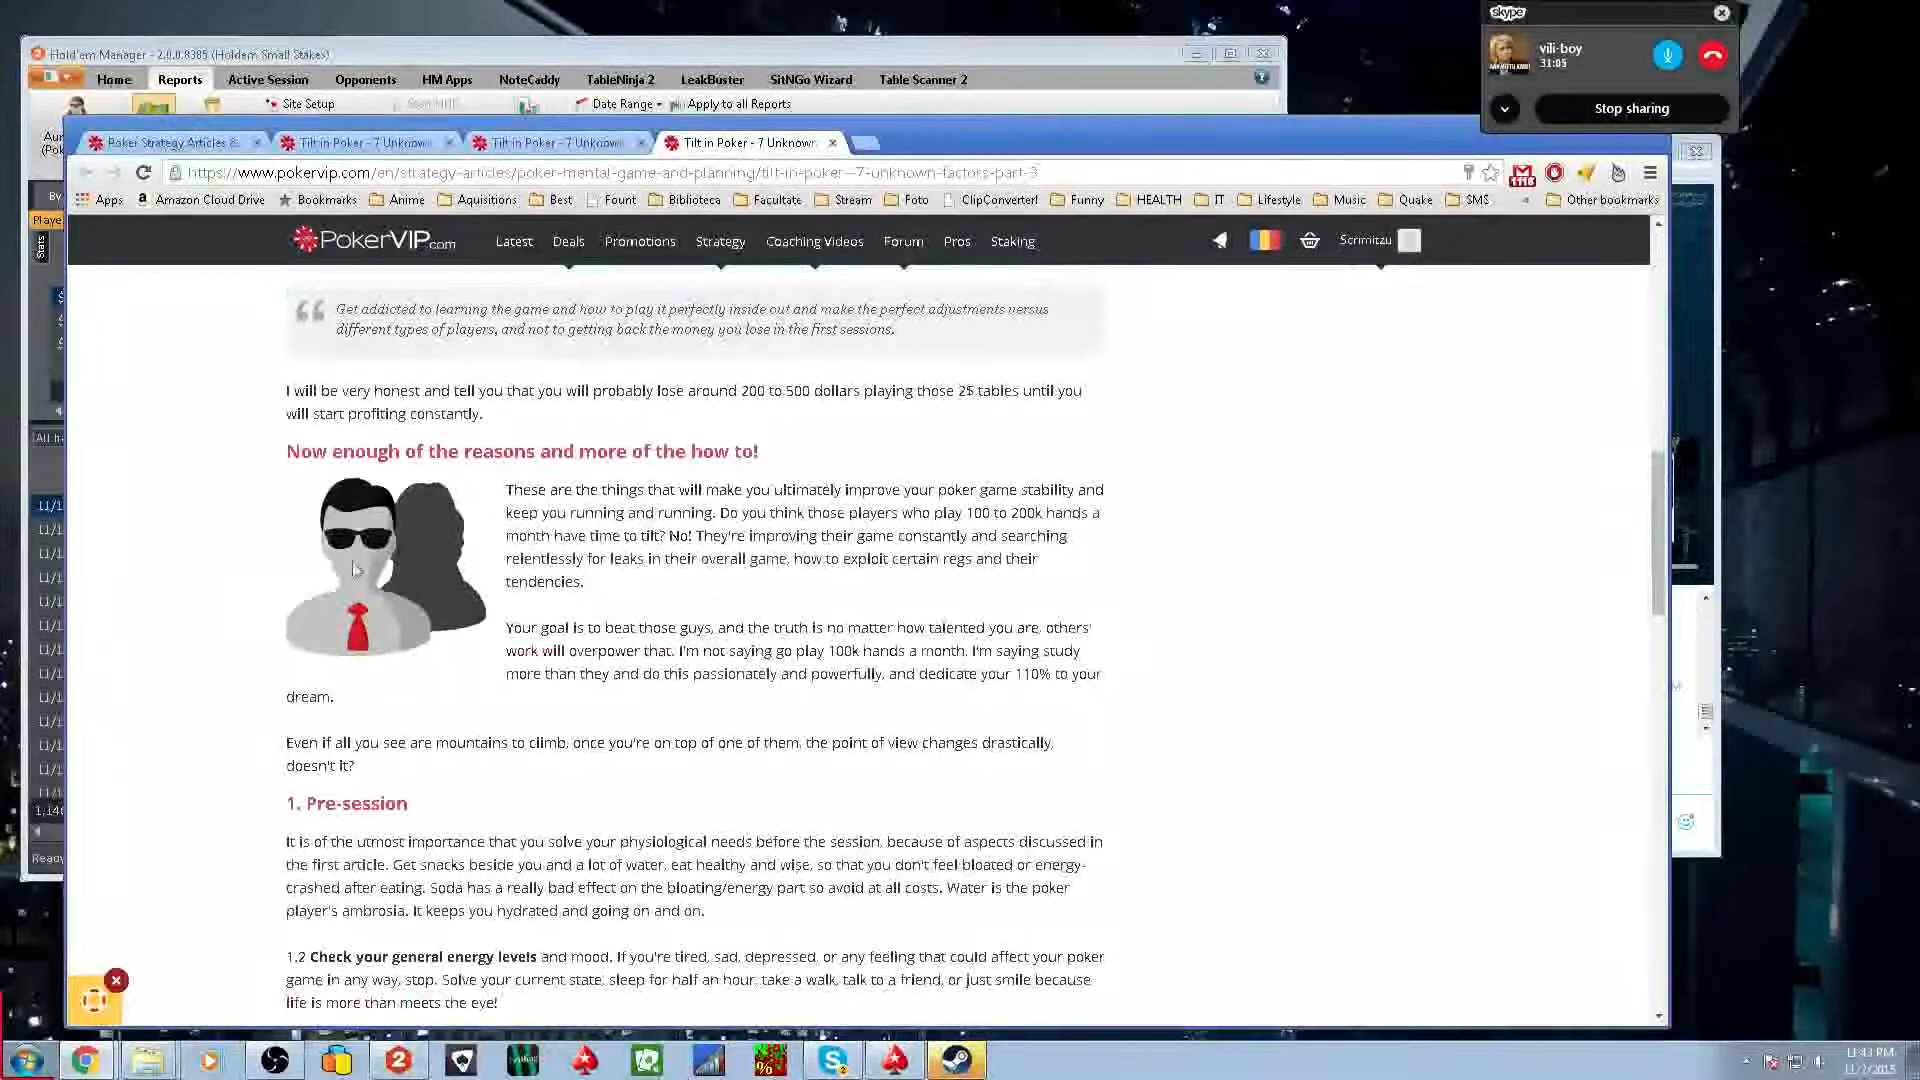 Hold'em Manager - 2.0.0.8385 (Holdem Small Stakes)
skype
vili-boy
31:05
Stop sharing
Home Reports Active Session Opponents HM Apps NoteCaddy TableNinja 2 LeakBuster SitNGo Wizard Table Scanner 2
Site Setup Date Range Apply to all Reports
Poker Strategy Articles & Tilt in Poker - 7 Unknown Tilt in Poker - 7 Unknown Tilt in Poker - 7 Unknown
https://www.pokervip.com/en/strategy-articles/poker-mental-game-and-planning/tilt-in-poker--7-unknown-factors-part-3
Apps Amazon Cloud Drive Bookmarks Anime Aquisitions Best Fount Biblioteca Facultate Stream Foto ClipConverter! Funny HEALTH IT Lifestyle Music Quake SMS Other bookmarks
By
Playe
Stats
PokerVIP.com Latest Deals Promotions Strategy Coaching Videos Forum Pros Staking Scrimitzu
Get addicted to learning the game and how to play it perfectly inside out and make the perfect adjustments versus
different types of players, and not to getting back the money you lose in the first sessions.
I will be very honest and tell you that you will probably lose around 200 to 500 dollars playing those 2$ tables until you
will start profiting constantly.
Now enough of the reasons and more of the how to!
These are the things that will make you ultimately improve your poker game stability and
keep you running and running. Do you think those players who play 100 to 200k hands a
month have time to tilt? No! They're improving their game constantly and searching
relentlessly for leaks in their overall game, how to exploit certain regs and their
tendencies.
Your goal is to beat those guys, and the truth is no matter how talented you are, others'
work will overpower that. I'm not saying go play 100k hands a month. I'm saying study
more than they and do this passionately and powerfully, and dedicate your 110% to your
dream.
Even if all you see are mountains to climb, once you're on top of one of them, the point of view changes drastically,
doesn't it?
1. Pre-session
It is of the utmost importance that you solve your physiological needs before the session, because of aspects discussed in
the first article. Get snacks beside you and a lot of water, eat healthy and wise, so that you don't feel bloated or energy-
crashed after eating. Soda has a really bad effect on the bloating/energy part so avoid at all costs. Water is the poker
player's ambrosia. It keeps you hydrated and going on and on.
1.2 Check your general energy levels and mood. If you're tired, sad, depressed, or any feeling that could affect your poker
game in any way, stop. Solve your current state, sleep for half an hour, take a walk, talk to a friend, or just smile because
life is more than meets the eye!
11:43 PM
11/2/2015